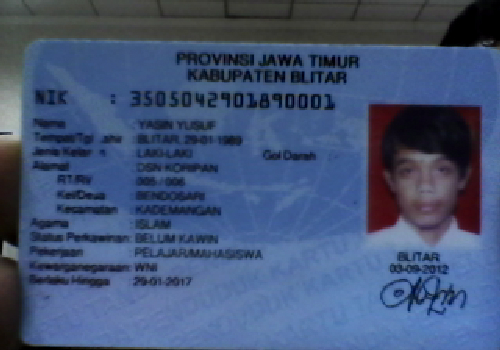 PROVINSI JAWA TIMUR
KABUPATEN BLITAR
NIK : 3505042901890001
Nama : YASIN YUSUF
Tempat/Tgl Lahir : BLITAR, 29-01-1989
Jenis Kelamin : LAKI-LAKI Gol Darah
Alamat : DSN KORIPAN
RT/RW : 005 / 006
Kel/Desa : BENDOSARI
Kecamatan : KADEMANGAN
Agama : ISLAM
Status Perkawinan: BELUM KAWIN
Pekerjaan : PELAJAR/MAHASISWA
Kewarganegaraan: WNI
Berlaku Hingga : 29-01-2017
BLITAR
03-09-2012